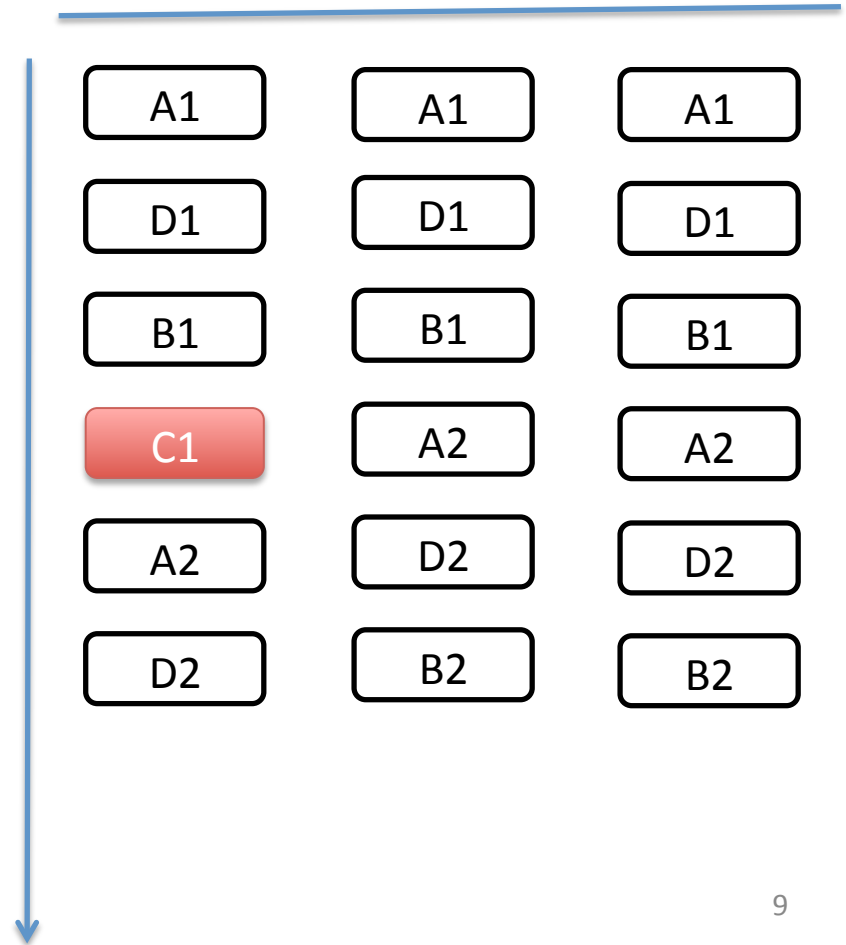 A1 A1 A1
D1 D1 D1
B1 B1 B1
C1 A2 A2
A2 D2 D2
D2 B2 B2
9